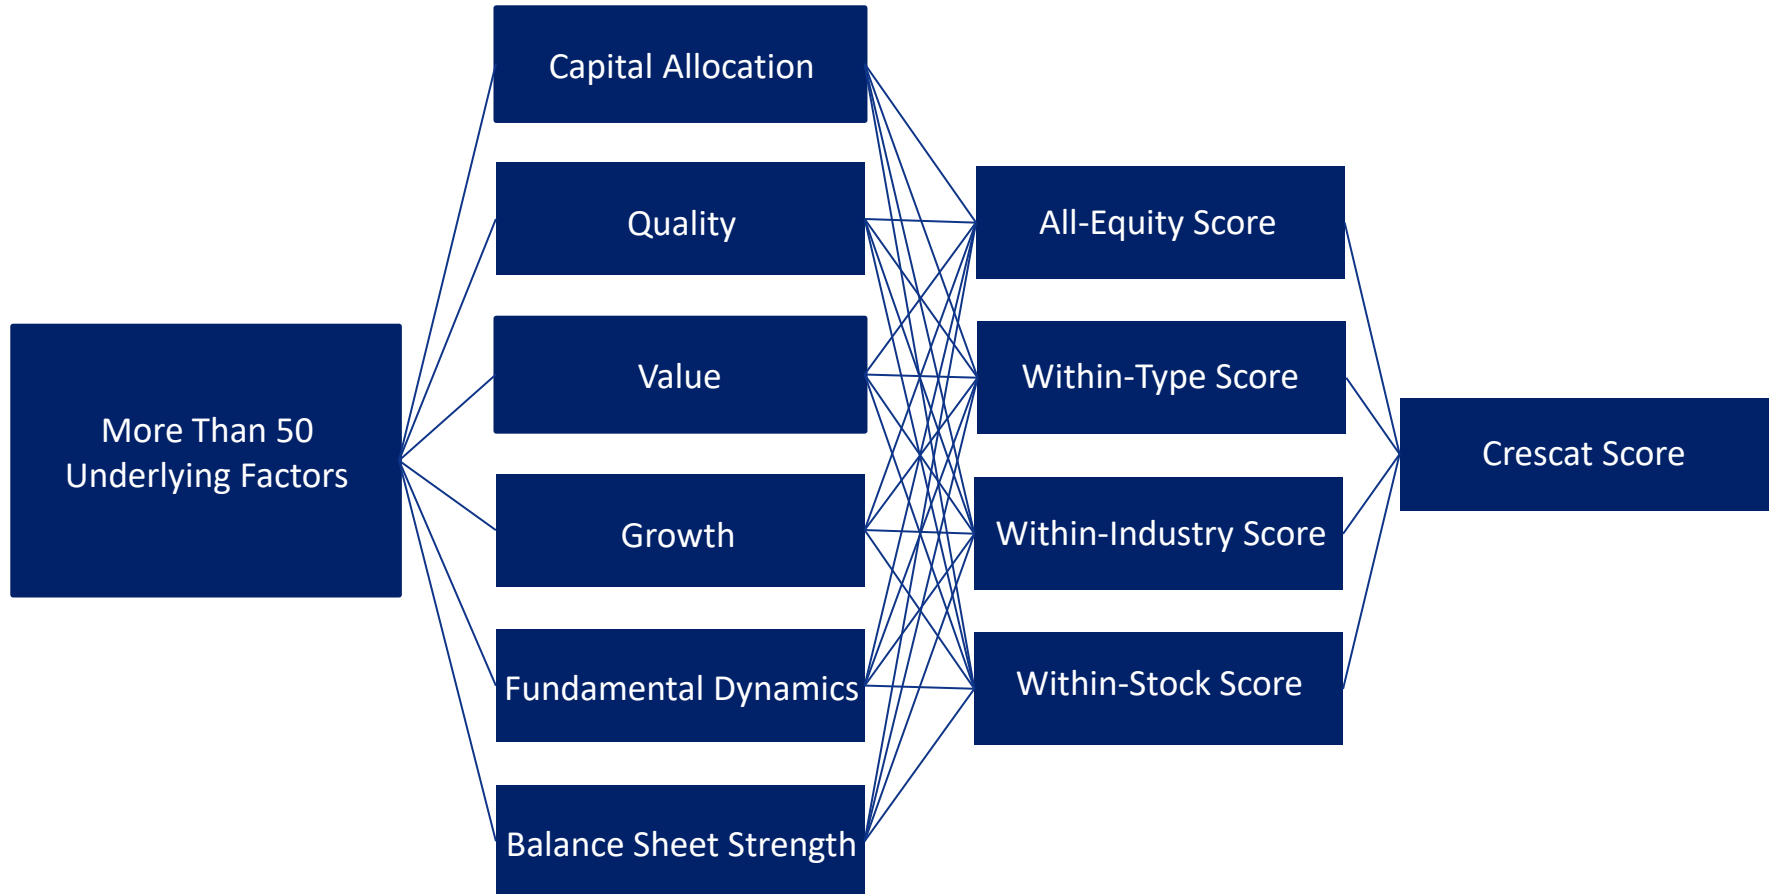 More Than 50
Underlying Factors
Capital Allocation
Quality
Value
Growth
Fundamental Dynamics
Balance Sheet Strength
All-Equity Score
Within-Type Score
Within-Industry Score
Within-Stock Score
Crescat Score